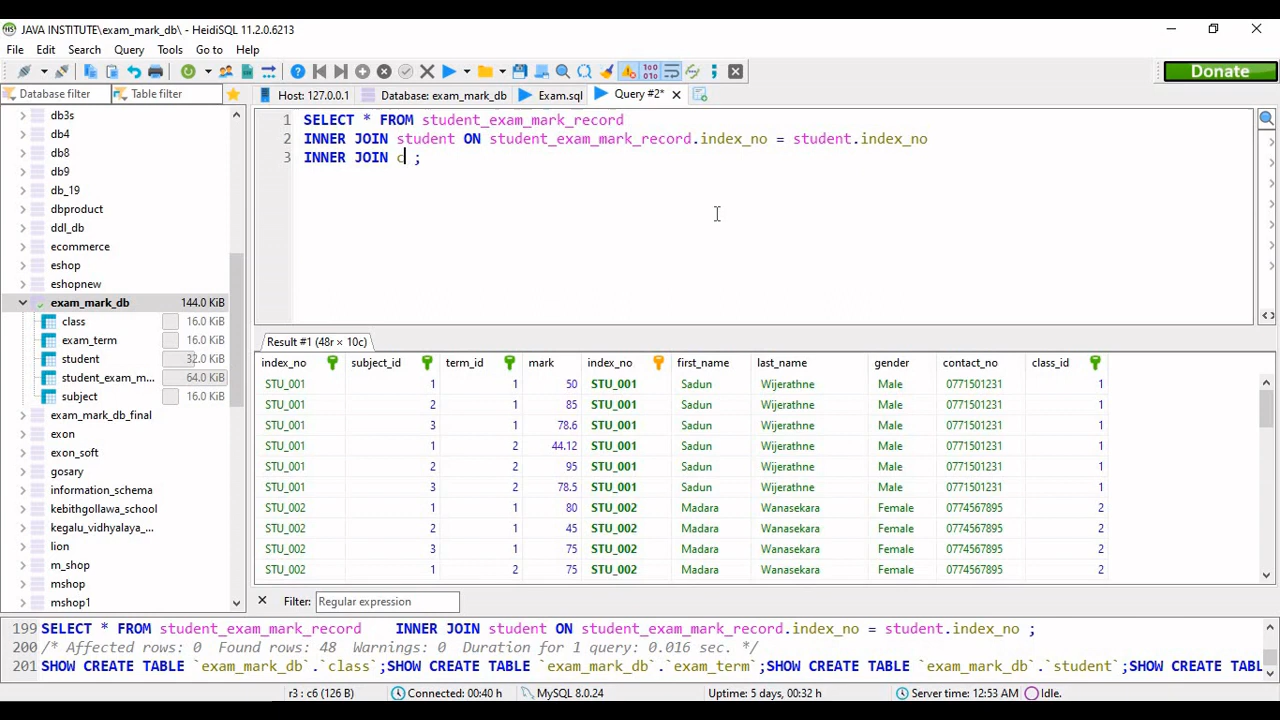 JAVA INSTITUTE\exam_mark_db\ - HeidiSQL 11.2.0.6213
File Edit Search Query Tools Go to Help
Donate
Database filter Table filter Host: 127.0.0.1 Database: exam_mark_db Exam.sql Query #2*
db3s
db4
db8
db9
db_19
dbproduct
ddl_db
ecommerce
eshop
eshopnew
exam_mark_db 144.0 KiB
class 16.0 KiB
exam_term 16.0 KiB
student 32.0 KiB
student_exam_m... 64.0 KiB
subject 16.0 KiB
exam_mark_db_final
exon
exon_soft
gosary
information_schema
kebithgollawa_school
kegalu_vidhyalaya_...
lion
m_shop
mshop
mshop1
1 SELECT * FROM student_exam_mark_record
2 INNER JOIN student ON student_exam_mark_record.index_no = student.index_no
3 INNER JOIN c ;
Result #1 (48r × 10c)
index_no subject_id term_id mark index_no first_name last_name gender contact_no class_id
STU_001 1 1 50 STU_001 Sadun Wijerathne Male 0771501231 1
STU_001 2 1 85 STU_001 Sadun Wijerathne Male 0771501231 1
STU_001 3 1 78.6 STU_001 Sadun Wijerathne Male 0771501231 1
STU_001 1 2 44.12 STU_001 Sadun Wijerathne Male 0771501231 1
STU_001 2 2 95 STU_001 Sadun Wijerathne Male 0771501231 1
STU_001 3 2 78.5 STU_001 Sadun Wijerathne Male 0771501231 1
STU_002 1 1 80 STU_002 Madara Wanasekara Female 0774567895 2
STU_002 2 1 45 STU_002 Madara Wanasekara Female 0774567895 2
STU_002 3 1 75 STU_002 Madara Wanasekara Female 0774567895 2
STU_002 1 2 75 STU_002 Madara Wanasekara Female 0774567895 2
Filter: Regular expression
199 SELECT * FROM student_exam_mark_record INNER JOIN student ON student_exam_mark_record.index_no = student.index_no ;
200 /* Affected rows: 0 Found rows: 48 Warnings: 0 Duration for 1 query: 0.016 sec. */
201 SHOW CREATE TABLE `exam_mark_db`.`class`;SHOW CREATE TABLE `exam_mark_db`.`exam_term`;SHOW CREATE TABLE `exam_mark_db`.`student`;SHOW CREATE TABL
r3 : c6 (126 B) Connected: 00:40 h MySQL 8.0.24 Uptime: 5 days, 00:32 h Server time: 12:53 AM Idle.